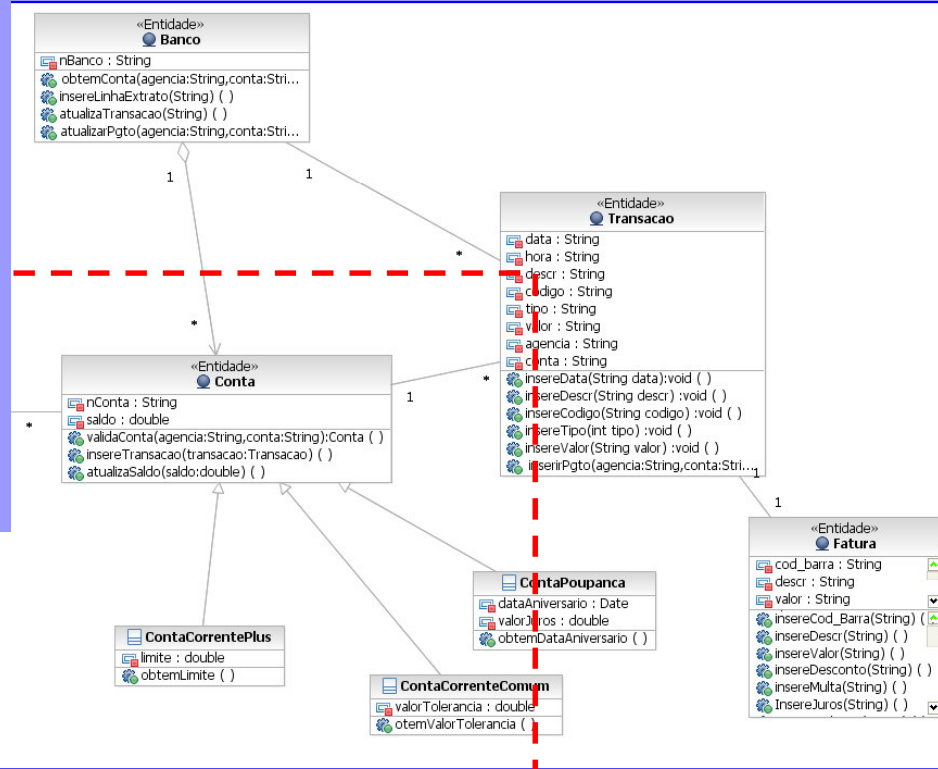 «Entidade»
Banco
nBanco : String
obtemConta(agencia:String,conta:Stri...
insereLinhaExtrato(String) ( )
atualizaTransacao(String) ( )
atualizarPgto(agencia:String,conta:Stri...
1
1
*
*
«Entidade»
Transacao
data : String
hora : String
descr : String
codigo : String
tipo : String
valor : String
agencia : String
conta : String
insereData(String data):void ( )
insereDescr(String descr) :void ( )
insereCodigo(String codigo) :void ( )
insereTipo(int tipo) :void ( )
insereValor(String valor) :void ( )
inserirPgto(agencia:String,conta:Stri...
«Entidade»
Conta
nConta : String
saldo : double
validaConta(agencia:String,conta:String):Conta ( )
insereTransacao(transacao:Transacao) ( )
atualizaSaldo(saldo:double) ( )
*
1
*
1
1
«Entidade»
Fatura
cod_barra : String
descr : String
valor : String
insereCod_Barra(String) (
insereDescr(String) ( )
insereValor(String) ( )
insereDesconto(String) ( )
insereMulta(String) ( )
InsereJuros(String) ( )
ContaPoupanca
dataAniversario : Date
valorJuros : double
obtemDataAniversario ( )
ContaCorrentePlus
limite : double
obtemLimite ( )
ContaCorrenteComum
valorTolerancia : double
otemValorTolerancia ( )